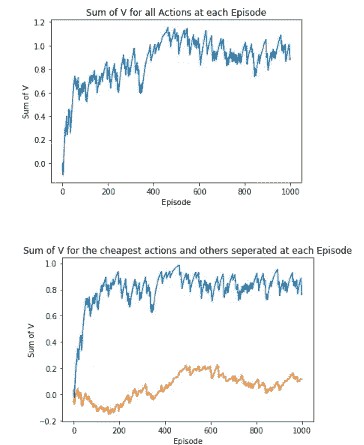 Sum of V for all Actions at each Episode
1.2
1.0
0.8
0.6
0.4
0.2
0.0
Sum of V
0 200 400 600 800 1000
Episode
Sum of V for the cheapest actions and others seperated at each Episode
1.0
0.8
0.6
0.4
0.2
0.0
−0.2
Sum of V
0 200 400 600 800 1000
Episode